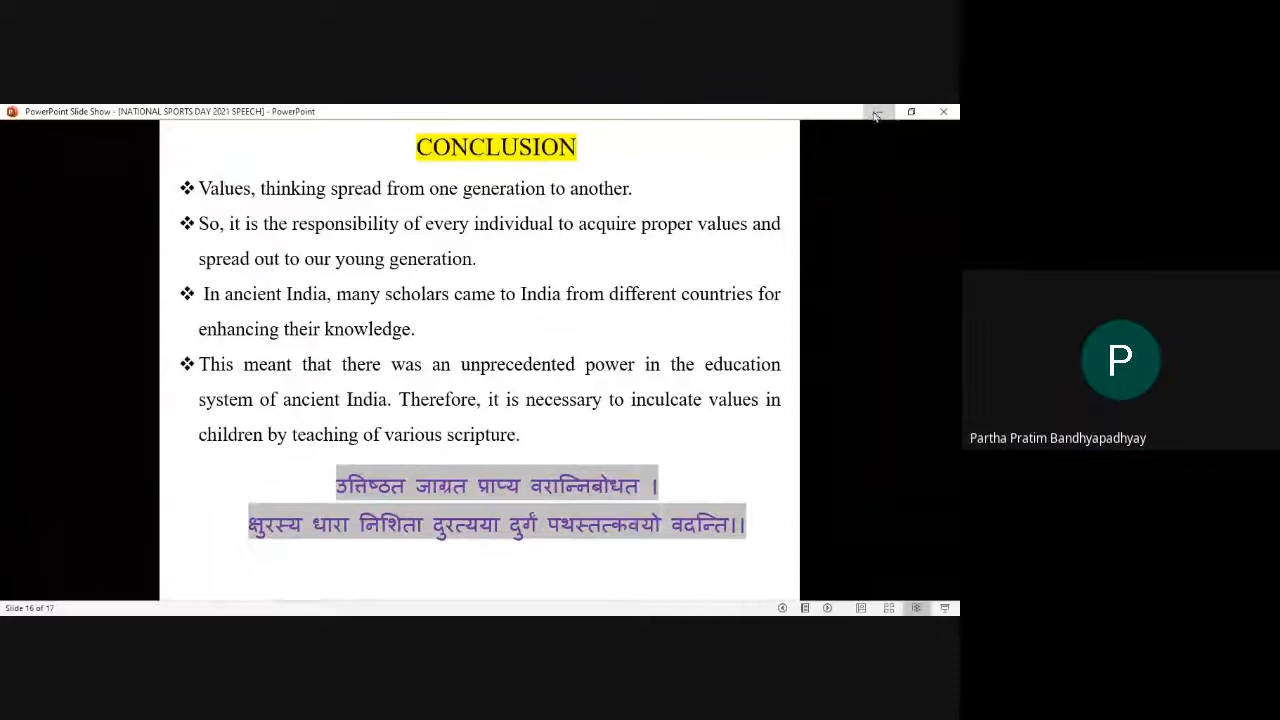 PowerPoint Slide Show - [NATIONAL SPORTS DAY 2021 SPEECH] - PowerPoint
CONCLUSION
❖ Values, thinking spread from one generation to another.
❖ So, it is the responsibility of every individual to acquire proper values and
spread out to our young generation.
❖ In ancient India, many scholars came to India from different countries for
enhancing their knowledge.
❖ This meant that there was an unprecedented power in the education
system of ancient India. Therefore, it is necessary to inculcate values in
children by teaching of various scripture.
उत्तिष्ठत जाग्रत प्राप्य वरान्निबोधत ।
क्षुरस्य धारा निशिता दुरत्यया दुर्गं पथस्तत्कवयो वदन्ति।।
Slide 16 of 17
P
Partha Pratim Bandhyapadhyay